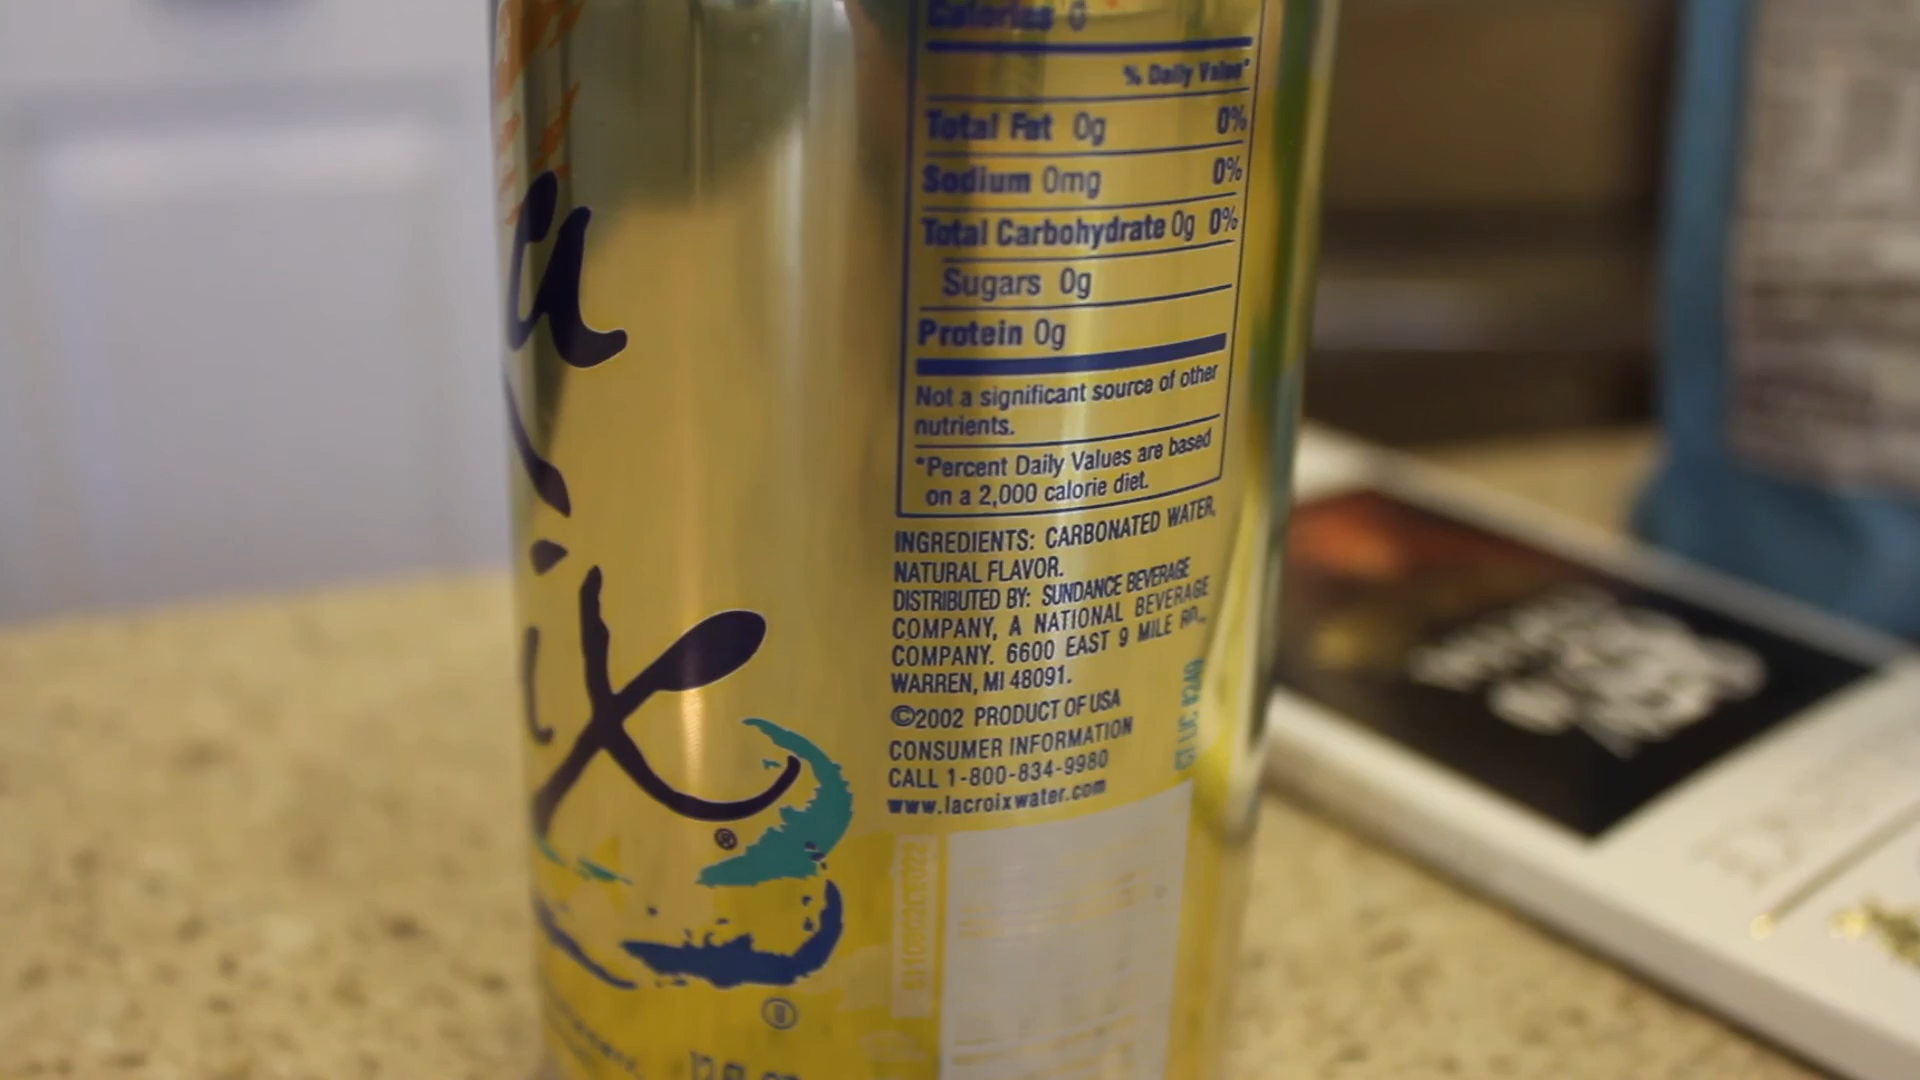 Calories 0
% Daily Value*
Total Fat 0g 0%
Sodium 0mg 0%
Total Carbohydrate 0g 0%
Sugars 0g
Protein 0g
Not a significant source of other
nutrients.
*Percent Daily Values are based
on a 2,000 calorie diet.
INGREDIENTS: CARBONATED WATER,
NATURAL FLAVOR.
DISTRIBUTED BY: SUNDANCE BEVERAGE
COMPANY, A NATIONAL BEVERAGE
COMPANY. 6600 EAST 9 MILE RD.,
WARREN, MI 48091.
©2002 PRODUCT OF USA
CONSUMER INFORMATION
CALL 1-800-834-9980
www.lacroixwater.com
a
ix
®